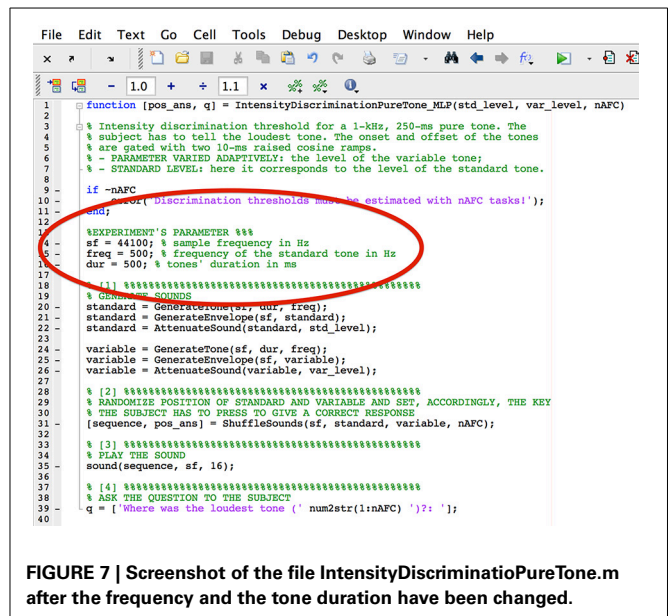 File Edit Text Go Cell Tools Debug Desktop Window Help
- 1.0 + ÷ 1.1 ×
1 function [pos_ans, q] = IntensityDiscriminationPureTone_MLP(std_level, var_level, nAFC)
2
3 % Intensity discrimination threshold for a 1-kHz, 250-ms pure tone. The
4 % subject has to tell the loudest tone. The onset and offset of the tones
5 % are gated with two 10-ms raised cosine ramps.
6 % - PARAMETER VARIED ADAPTIVELY: the level of the variable tone;
7 % - STANDARD LEVEL: here it corresponds to the level of the standard tone.
8
9 - if ~nAFC
10 - error('Discrimination thresholds must be estimated with nAFC tasks!');
11 - end;
12
13 %EXPERIMENT'S PARAMETER %%%
14 - sf = 44100; % sample frequency in Hz
15 - freq = 500; % frequency of the standard tone in Hz
16 - dur = 500; % tones' duration in ms
17
18 % [1] %%%%%%%%%%%%%%%%%%%%%%%%%%%%%%%%%%%%%%%%%%%%%
19 % GENERATE SOUNDS
20 - standard = GenerateTone(sf, dur, freq);
21 - standard = GenerateEnvelope(sf, standard);
22 - standard = AttenuateSound(standard, std_level);
23
24 - variable = GenerateTone(sf, dur, freq);
25 - variable = GenerateEnvelope(sf, variable);
26 - variable = AttenuateSound(variable, var_level);
27
28 % [2] %%%%%%%%%%%%%%%%%%%%%%%%%%%%%%%%%%%%%%%%%%%%%
29 % RANDOMIZE POSITION OF STANDARD AND VARIABLE AND SET, ACCORDINGLY, THE KEY
30 % THE SUBJECT HAS TO PRESS TO GIVE A CORRECT RESPONSE
31 - [sequence, pos_ans] = ShuffleSounds(sf, standard, variable, nAFC);
32
33 % [3] %%%%%%%%%%%%%%%%%%%%%%%%%%%%%%%%%%%%%%%%%%%%%
34 % PLAY THE SOUND
35 - sound(sequence, sf, 16);
36
37 % [4] %%%%%%%%%%%%%%%%%%%%%%%%%%%%%%%%%%%%%%%%%%%%%
38 % ASK THE QUESTION TO THE SUBJECT
39 - q = ['Where was the loudest tone (' num2str(1:nAFC) ')?: '];
40
FIGURE 7 | Screenshot of the file IntensityDiscriminatioPureTone.m
after the frequency and the tone duration have been changed.